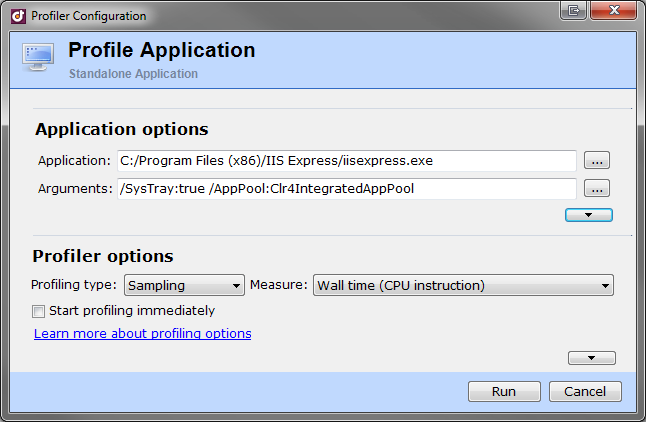 Profiler Configuration
Profile Application
Standalone Application
Application options
Application: C:/Program Files (x86)/IIS Express/iisexpress.exe ...
Arguments: /SysTray:true /AppPool:Clr4IntegratedAppPool ...
Profiler options
Profiling type: Sampling Measure: Wall time (CPU instruction)
Start profiling immediately
Learn more about profiling options
Run Cancel